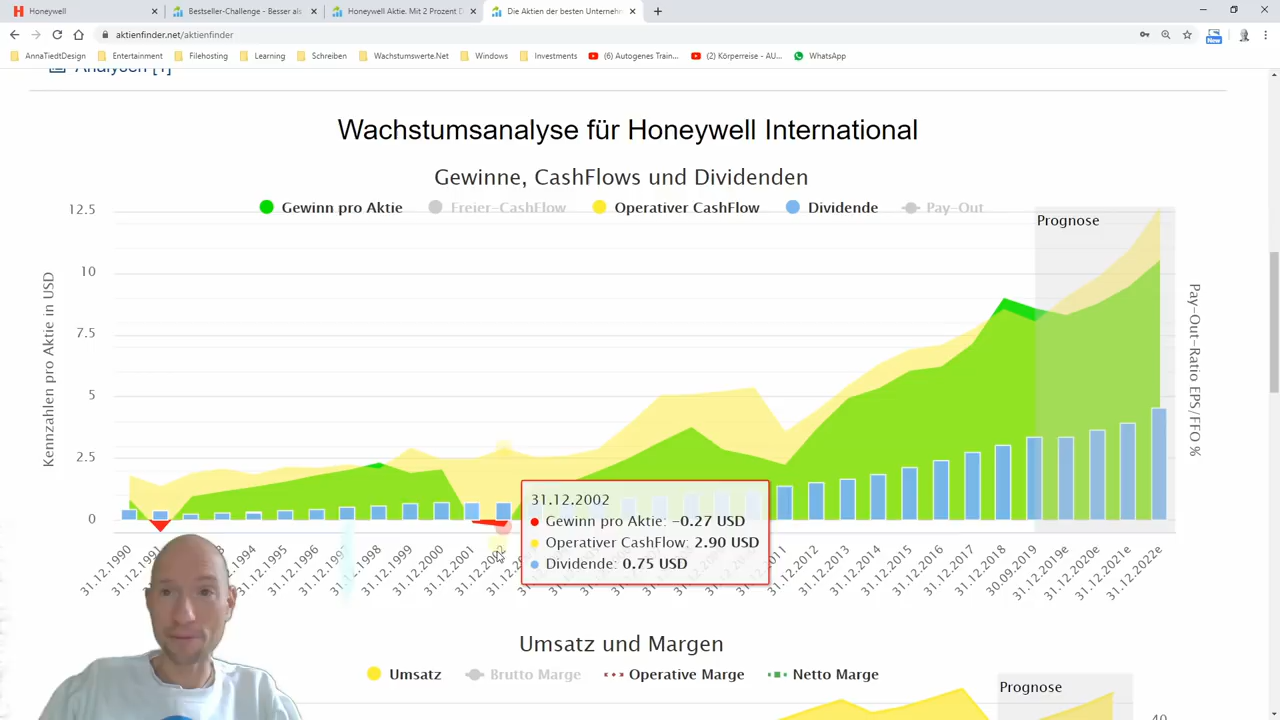 Honeywell
Bestseller-Challenge - Besser als
Honeywell Aktie. Mit 2 Prozent D
Die Aktien der besten Unternehm
aktienfinder.net/aktienfinder
New
AnnaTiedtDesign
Entertainment
Filehosting
Learning
Schreiben
Wachstumswerte.Net
Windows
Investments
(6) Autogenes Train...
(2) Körperreise - AU...
WhatsApp
Analysen [1]
Wachstumsanalyse für Honeywell International
Gewinne, CashFlows und Dividenden
Gewinn pro Aktie
Freier-CashFlow
Operativer CashFlow
Dividende
Pay-Out
Prognose
12.5
10
7.5
5
2.5
0
Kennzahlen pro Aktie in USD
Pay-Out-Ratio EPS/FFO %
31.12.2002
Gewinn pro Aktie: -0.27 USD
Operativer CashFlow: 2.90 USD
Dividende: 0.75 USD
31.12.1990
31.12.1991
31.12.1994
31.12.1995
31.12.1996
31.12.1998
31.12.1999
31.12.2000
31.12.2001
31.12.2012
31.12.2013
31.12.2014
31.12.2015
31.12.2016
31.12.2017
31.12.2018
30.09.2019
31.12.2019e
31.12.2020e
31.12.2021e
31.12.2022e
Umsatz und Margen
Umsatz
Brutto Marge
Operative Marge
Netto Marge
Prognose
40